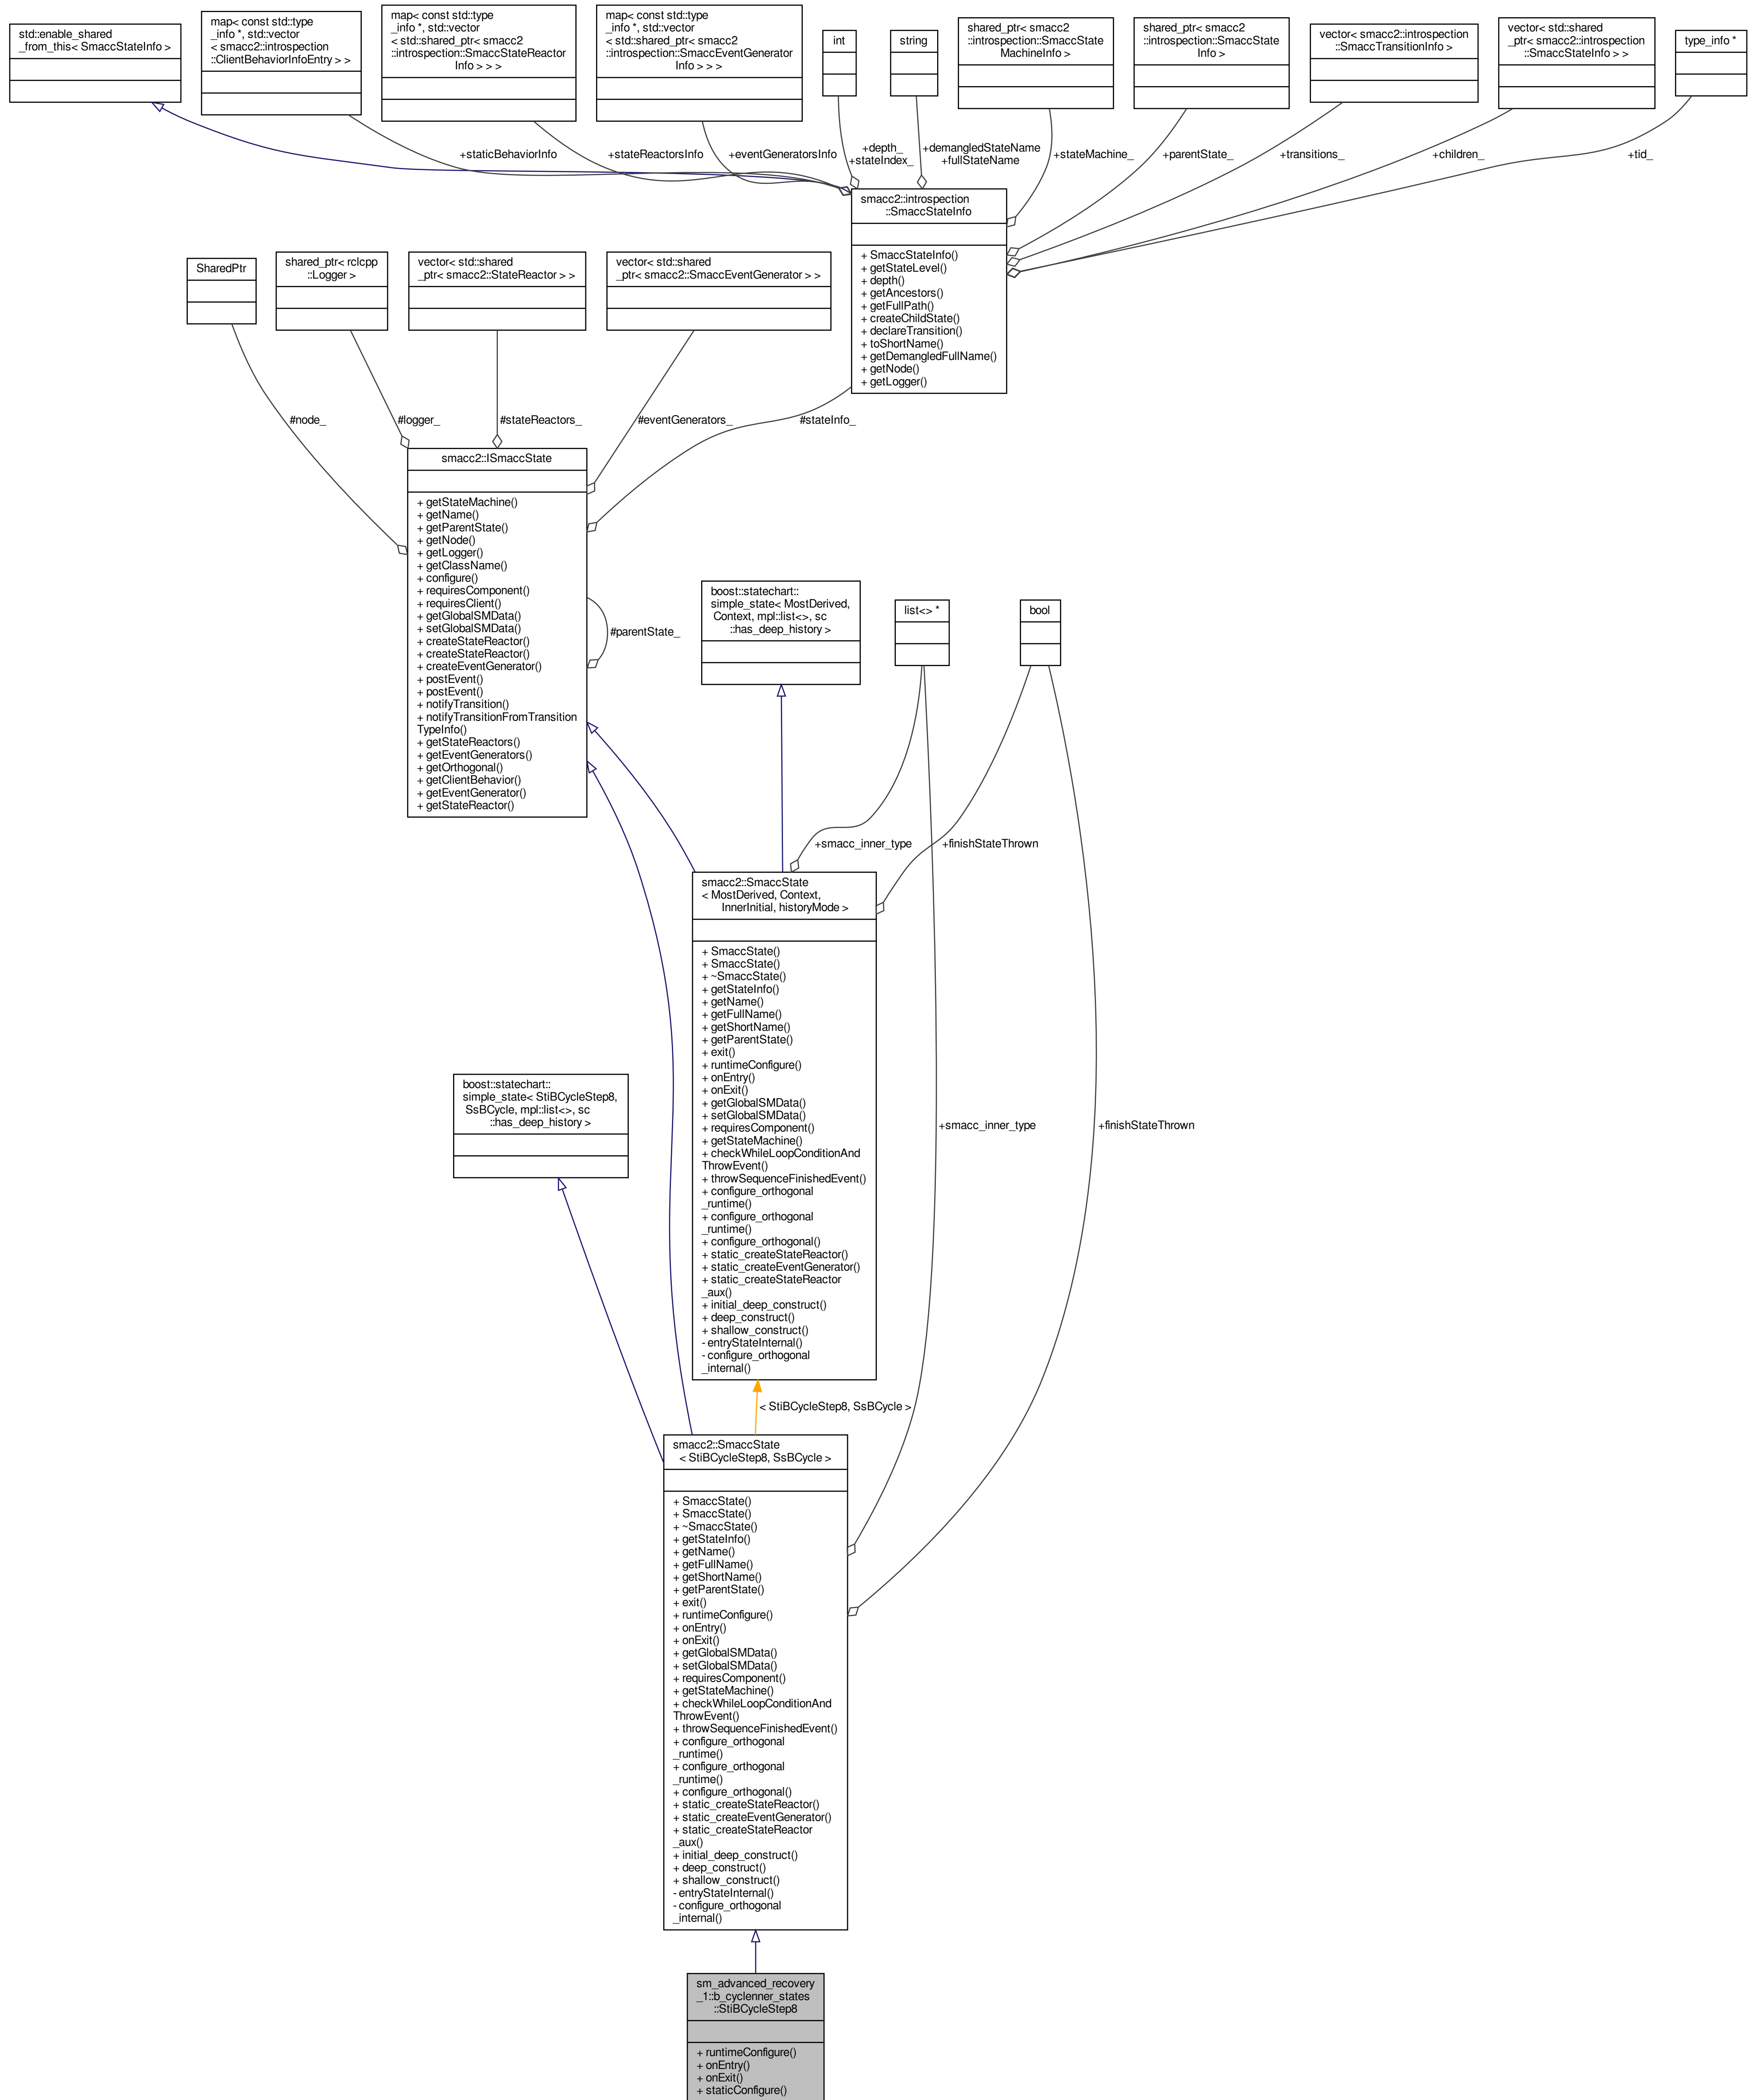 std::enable_shared
_from_this< SmaccStateInfo >
map< const std::type
_info *, std::vector
< smacc2::introspection
::ClientBehaviorInfoEntry > >
map< const std::type
_info *, std::vector
< std::shared_ptr< smacc2
::introspection::SmaccStateReactor
Info > > >
map< const std::type
_info *, std::vector
< std::shared_ptr< smacc2
::introspection::SmaccEventGenerator
Info > > >
int
string
shared_ptr< smacc2
::introspection::SmaccState
MachineInfo >
shared_ptr< smacc2
::introspection::SmaccState
Info >
vector< smacc2::introspection
::SmaccTransitionInfo >
vector< std::shared
_ptr< smacc2::introspection
::SmaccStateInfo > >
type_info *
+staticBehaviorInfo
+stateReactorsInfo
+eventGeneratorsInfo
+depth_
+stateIndex_
+demangledStateName
+fullStateName
+stateMachine_
+parentState_
+transitions_
+children_
+tid_
smacc2::introspection
::SmaccStateInfo
+ SmaccStateInfo()
+ getStateLevel()
+ depth()
+ getAncestors()
+ getFullPath()
+ createChildState()
+ declareTransition()
+ toShortName()
+ getDemangledFullName()
+ getNode()
+ getLogger()
SharedPtr
shared_ptr< rclcpp
::Logger >
vector< std::shared
_ptr< smacc2::StateReactor > >
vector< std::shared
_ptr< smacc2::SmaccEventGenerator > >
#node_
#logger_
#stateReactors_
#eventGenerators_
#stateInfo_
smacc2::ISmaccState
+ getStateMachine()
+ getName()
+ getParentState()
+ getNode()
+ getLogger()
+ getClassName()
+ configure()
+ requiresComponent()
+ requiresClient()
+ getGlobalSMData()
+ setGlobalSMData()
+ createStateReactor()
+ createStateReactor()
+ createEventGenerator()
+ postEvent()
+ postEvent()
+ notifyTransition()
+ notifyTransitionFromTransition
TypeInfo()
+ getStateReactors()
+ getEventGenerators()
+ getOrthogonal()
+ getClientBehavior()
+ getEventGenerator()
+ getStateReactor()
#parentState_
boost::statechart::
simple_state< MostDerived,
Context, mpl::list<>, sc
::has_deep_history >
list<> *
bool
+smacc_inner_type
+finishStateThrown
smacc2::SmaccState
< MostDerived, Context,
InnerInitial, historyMode >
+ SmaccState()
+ SmaccState()
+ ~SmaccState()
+ getStateInfo()
+ getName()
+ getFullName()
+ getShortName()
+ getParentState()
+ exit()
+ runtimeConfigure()
+ onEntry()
+ onExit()
+ getGlobalSMData()
+ setGlobalSMData()
+ requiresComponent()
+ getStateMachine()
+ checkWhileLoopConditionAnd
ThrowEvent()
+ throwSequenceFinishedEvent()
+ configure_orthogonal
_runtime()
+ configure_orthogonal
_runtime()
+ configure_orthogonal()
+ static_createStateReactor()
+ static_createEventGenerator()
+ static_createStateReactor
_aux()
+ initial_deep_construct()
+ deep_construct()
+ shallow_construct()
- entryStateInternal()
- configure_orthogonal
_internal()
boost::statechart::
simple_state< StiBCycleStep8,
SsBCycle, mpl::list<>, sc
::has_deep_history >
+smacc_inner_type
+finishStateThrown
< StiBCycleStep8, SsBCycle >
smacc2::SmaccState
< StiBCycleStep8, SsBCycle >
+ SmaccState()
+ SmaccState()
+ ~SmaccState()
+ getStateInfo()
+ getName()
+ getFullName()
+ getShortName()
+ getParentState()
+ exit()
+ runtimeConfigure()
+ onEntry()
+ onExit()
+ getGlobalSMData()
+ setGlobalSMData()
+ requiresComponent()
+ getStateMachine()
+ checkWhileLoopConditionAnd
ThrowEvent()
+ throwSequenceFinishedEvent()
+ configure_orthogonal
_runtime()
+ configure_orthogonal
_runtime()
+ configure_orthogonal()
+ static_createStateReactor()
+ static_createEventGenerator()
+ static_createStateReactor
_aux()
+ initial_deep_construct()
+ deep_construct()
+ shallow_construct()
- entryStateInternal()
- configure_orthogonal
_internal()
sm_advanced_recovery
_1::b_cyclenner_states
::StiBCycleStep8
+ runtimeConfigure()
+ onEntry()
+ onExit()
+ staticConfigure()